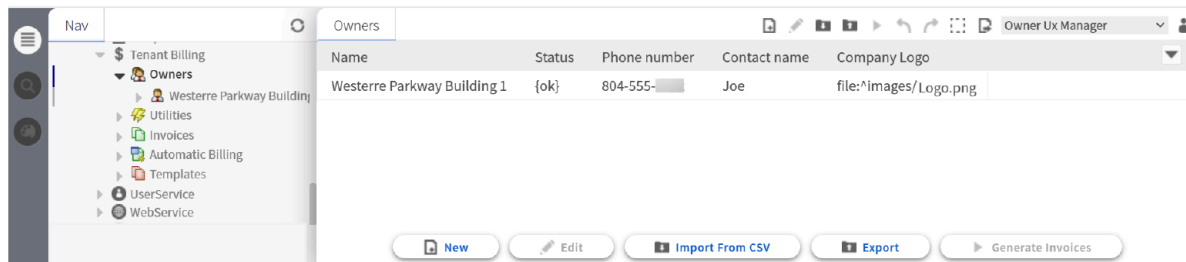 Nav
Tenant Billing
Owners
Westerre Parkway Building
Utilities
Invoices
Automatic Billing
Templates
UserService
WebService
Owners
Owner Ux Manager
Name Status Phone number Contact name Company Logo
Westerre Parkway Building 1 {ok} 804-555- Joe file:^images/Logo.png
New Edit Import From CSV Export Generate Invoices